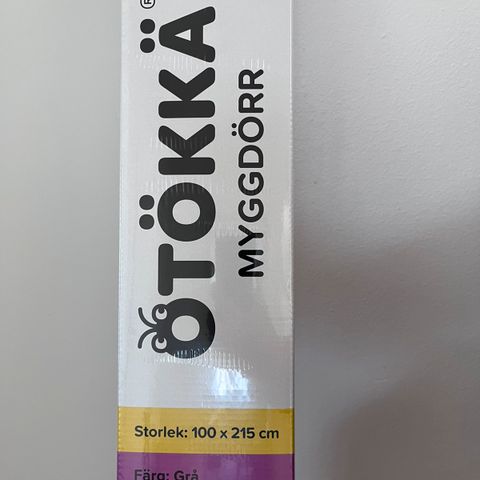 ÖTÖKKÄ®
MYGGDÖRR
Storlek: 100 x 215 cm
Färg: Grå